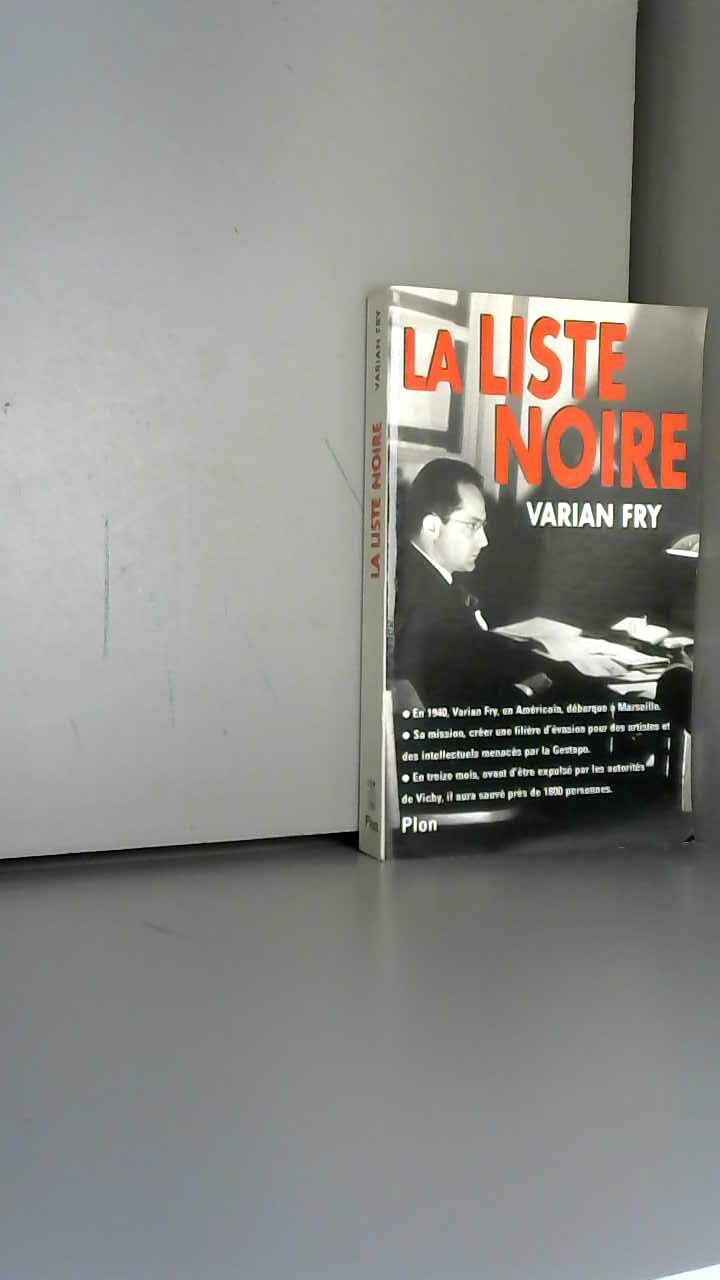 VARIAN FRY
LA LISTE NOIRE
Plon
LA LISTE
NOIRE
VARIAN FRY
• En 1940, Varian Fry, un Américain, débarque à Marseille.
• Sa mission, créer une filière d'évasion pour des artistes et
des intellectuels menacés par la Gestapo.
• En treize mois, avant d'être expulsé par les autorités
de Vichy, il aura sauvé près de 1800 personnes.
Plon